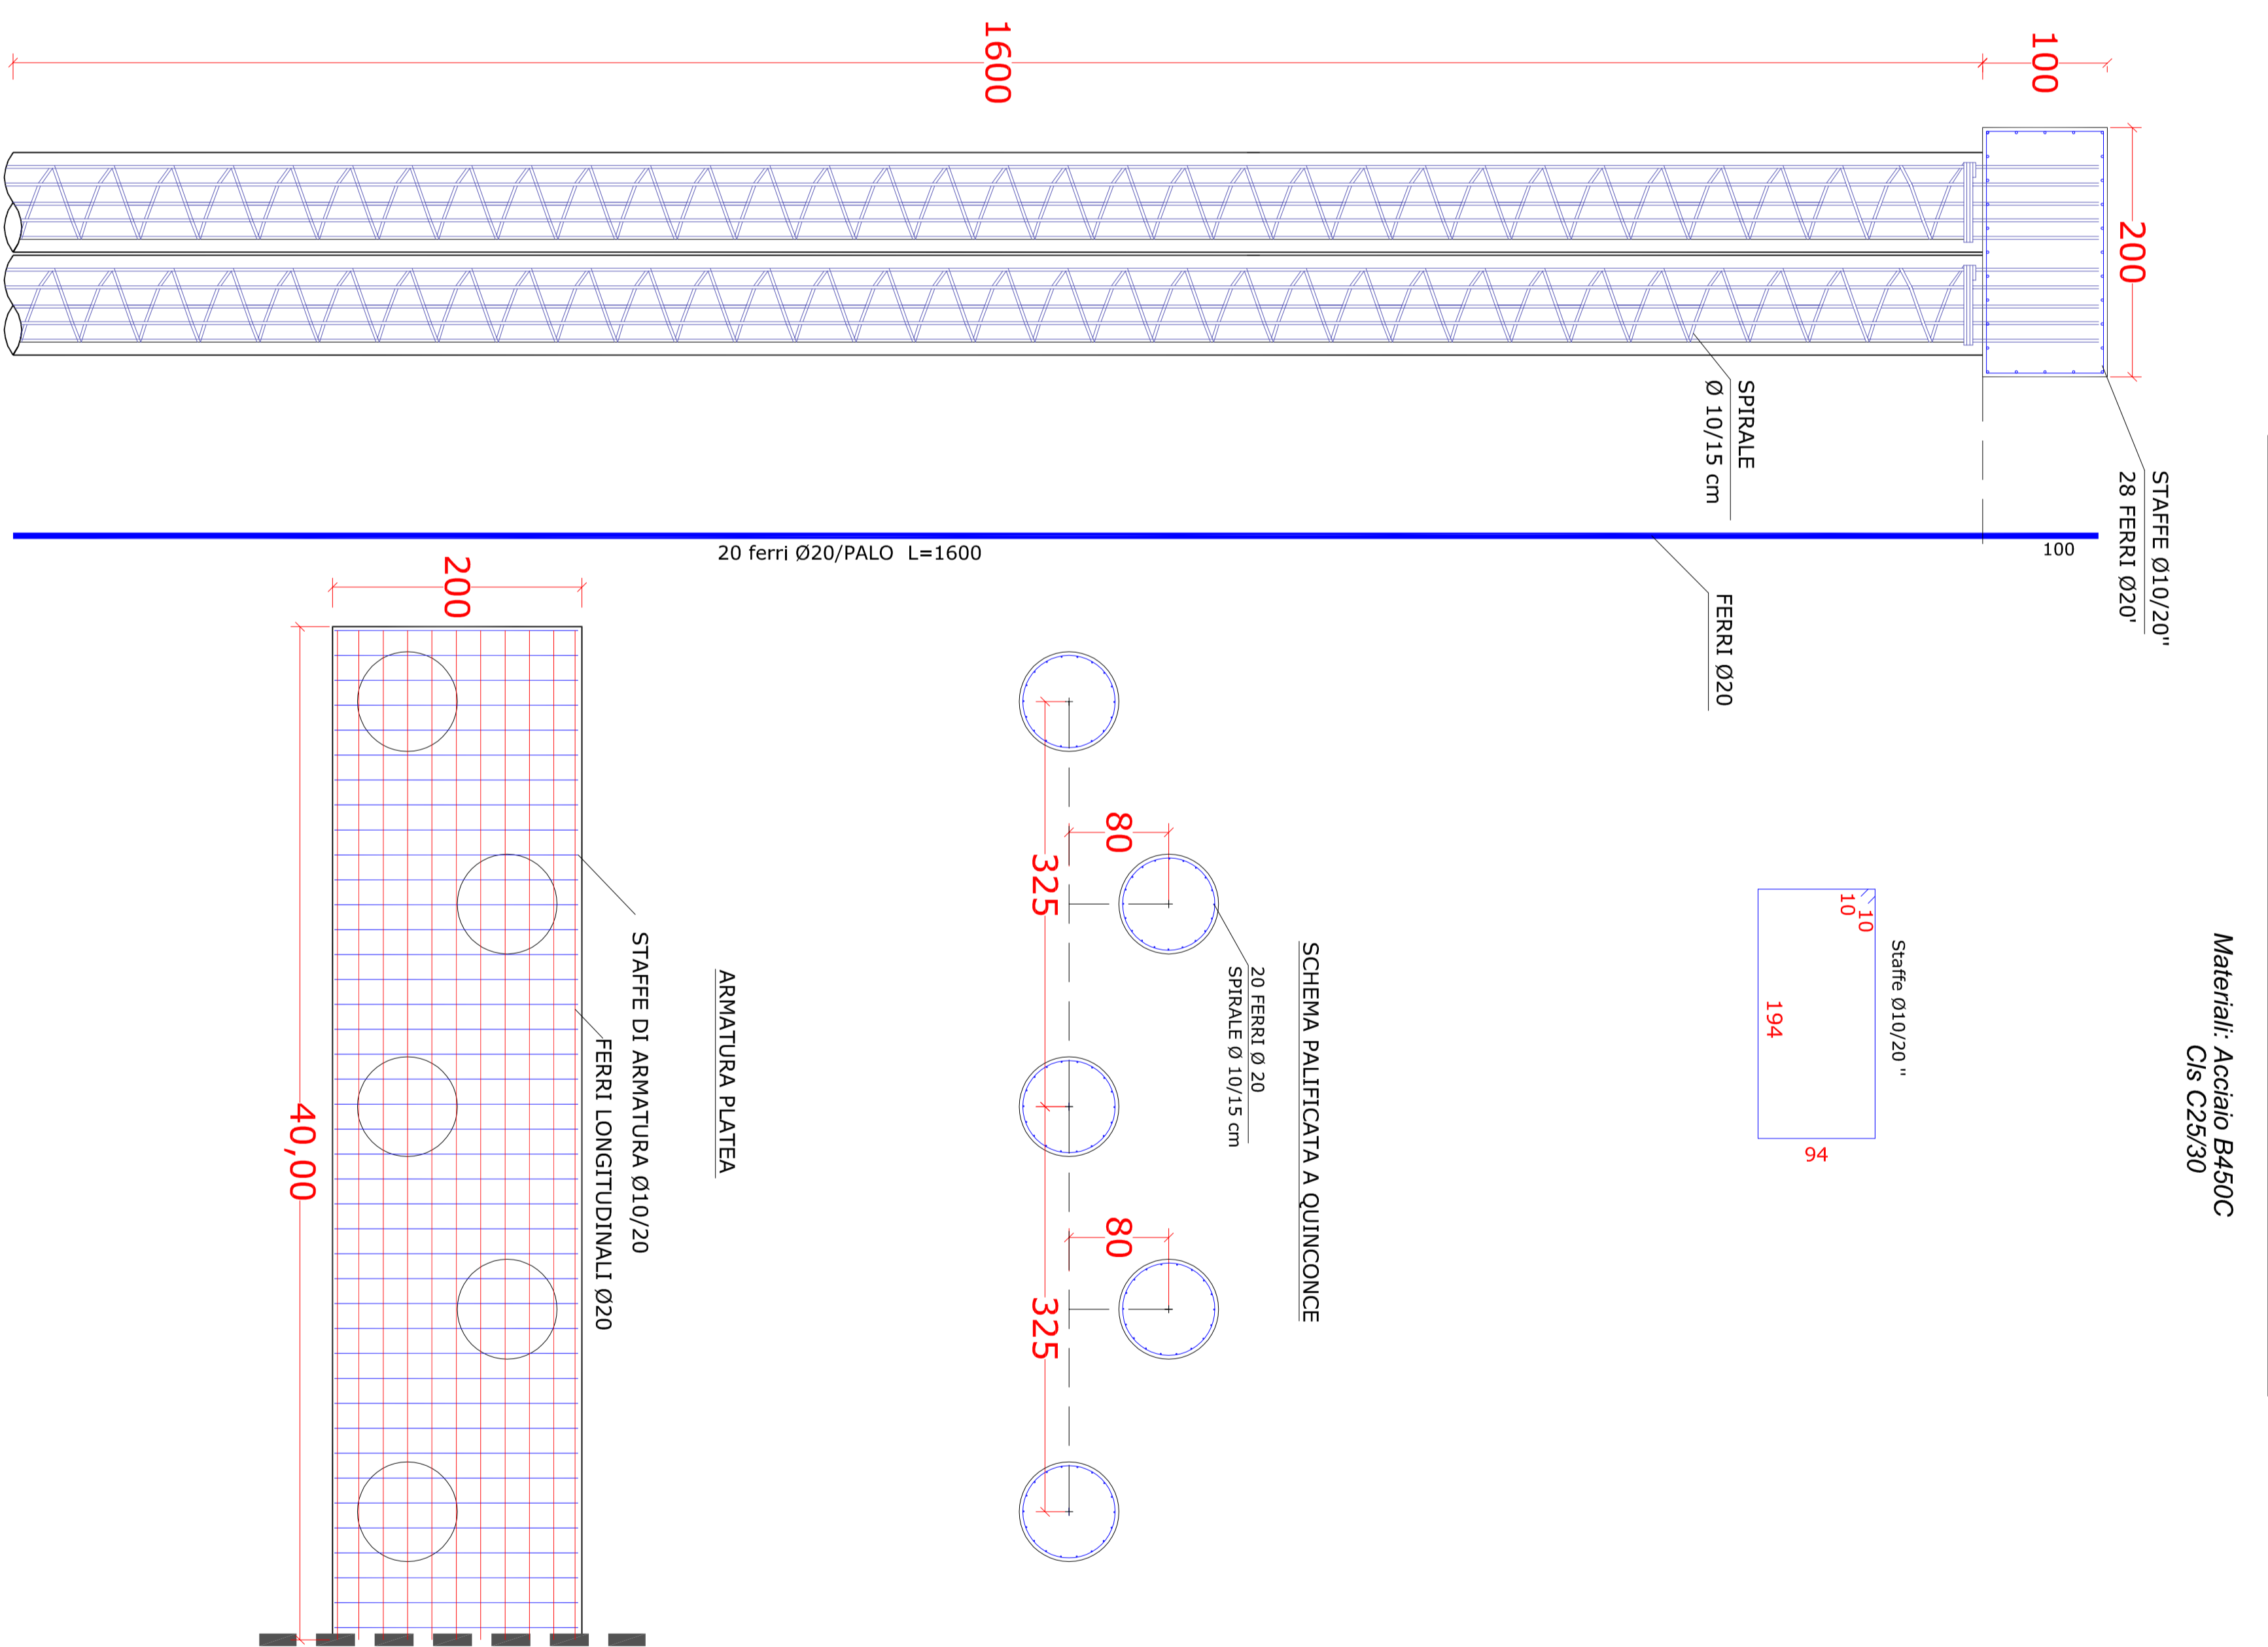 Materiali: Acciaio B450C
Cls C25/30
100
1600
200
STAFFE Ø10/20''
28 FERRI Ø20'
SPIRALE
Ø 10/15 cm
100
20 ferri Ø20/PALO L=1600
FERRI Ø20
Staffe Ø10/20 ''
10
10
194
94
SCHEMA PALIFICATA A QUINCONCE
20 FERRI Ø 20
SPIRALE Ø 10/15 cm
80
325
80
325
ARMATURA PLATEA
STAFFE DI ARMATURA Ø10/20
FERRI LONGITUDINALI Ø20
200
40,00